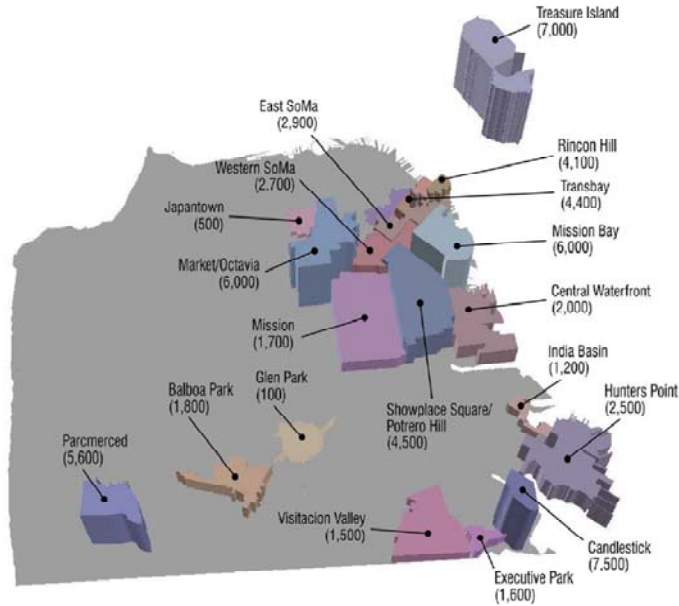 Treasure Island
(7,000)
East SoMa
(2,900)
Rincon Hill
(4,100)
Western SoMa
(2.700)
Transbay
(4,400)
Japantown
(500)
Mission Bay
(6,000)
Market/Octavia
(6,000)
Central Waterfront
(2,000)
Mission
(1,700)
India Basin
(1,200)
Glen Park
(100)
Balboa Park
(1,800)
Hunters Point
(2,500)
Showplace Square/
Potrero Hill
(4,500)
Parcmerced
(5,600)
Visitacion Valley
(1,500)
Candlestick
(7.500)
Executive Park
(1,600)